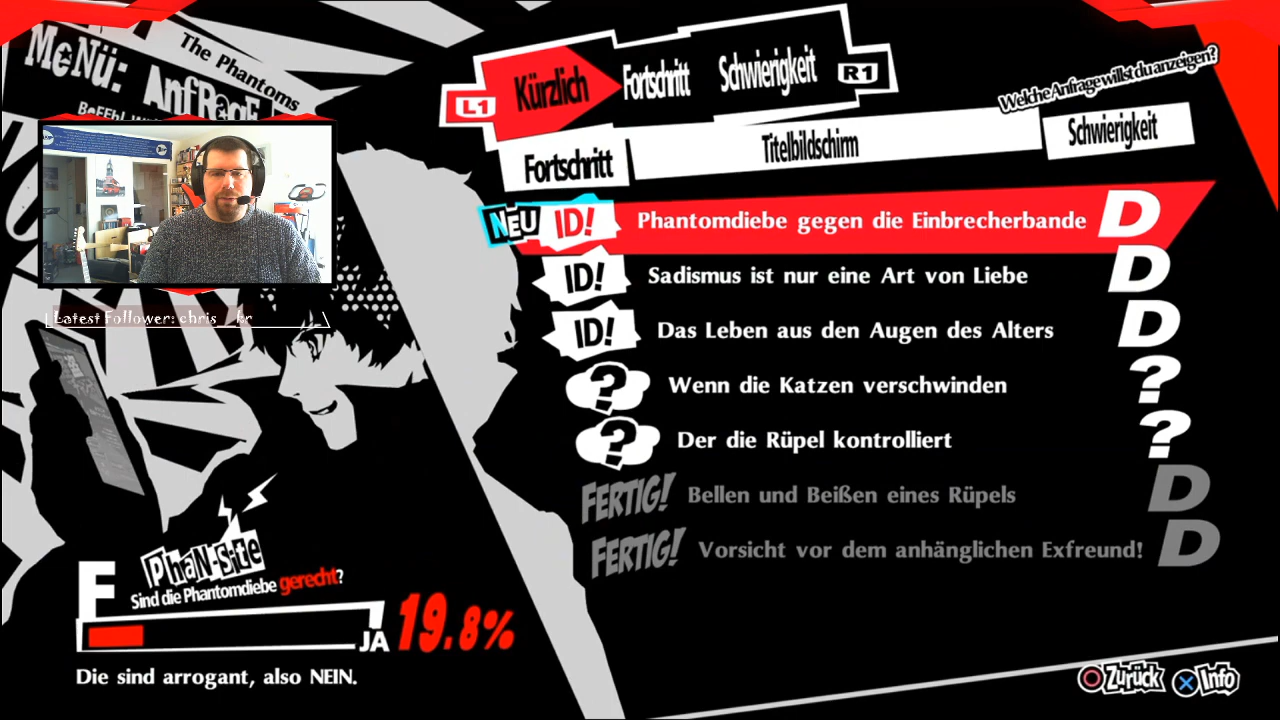 The Phantoms
MeNü: AnfRaGE
Kürzlich
Fortschritt
Schwierigkeit
L1
R1
Welche Anfrage willst du anzeigen?
Fortschritt
Titelbildschirm
Schwierigkeit
NEU ID! Phantomdiebe gegen die Einbrecherbande D
ID! Sadismus ist nur eine Art von Liebe D
ID! Das Leben aus den Augen des Alters D
? Wenn die Katzen verschwinden ?
? Der die Rüpel kontrolliert ?
FERTIG! Bellen und Beißen eines Rüpels D
FERTIG! Vorsicht vor dem anhänglichen Exfreund! D
Latest Follower: chris
PhaN-Site
F Sind die Phantomdiebe gerecht?
JA 19.8%
Die sind arrogant, also NEIN.
Zurück
Info